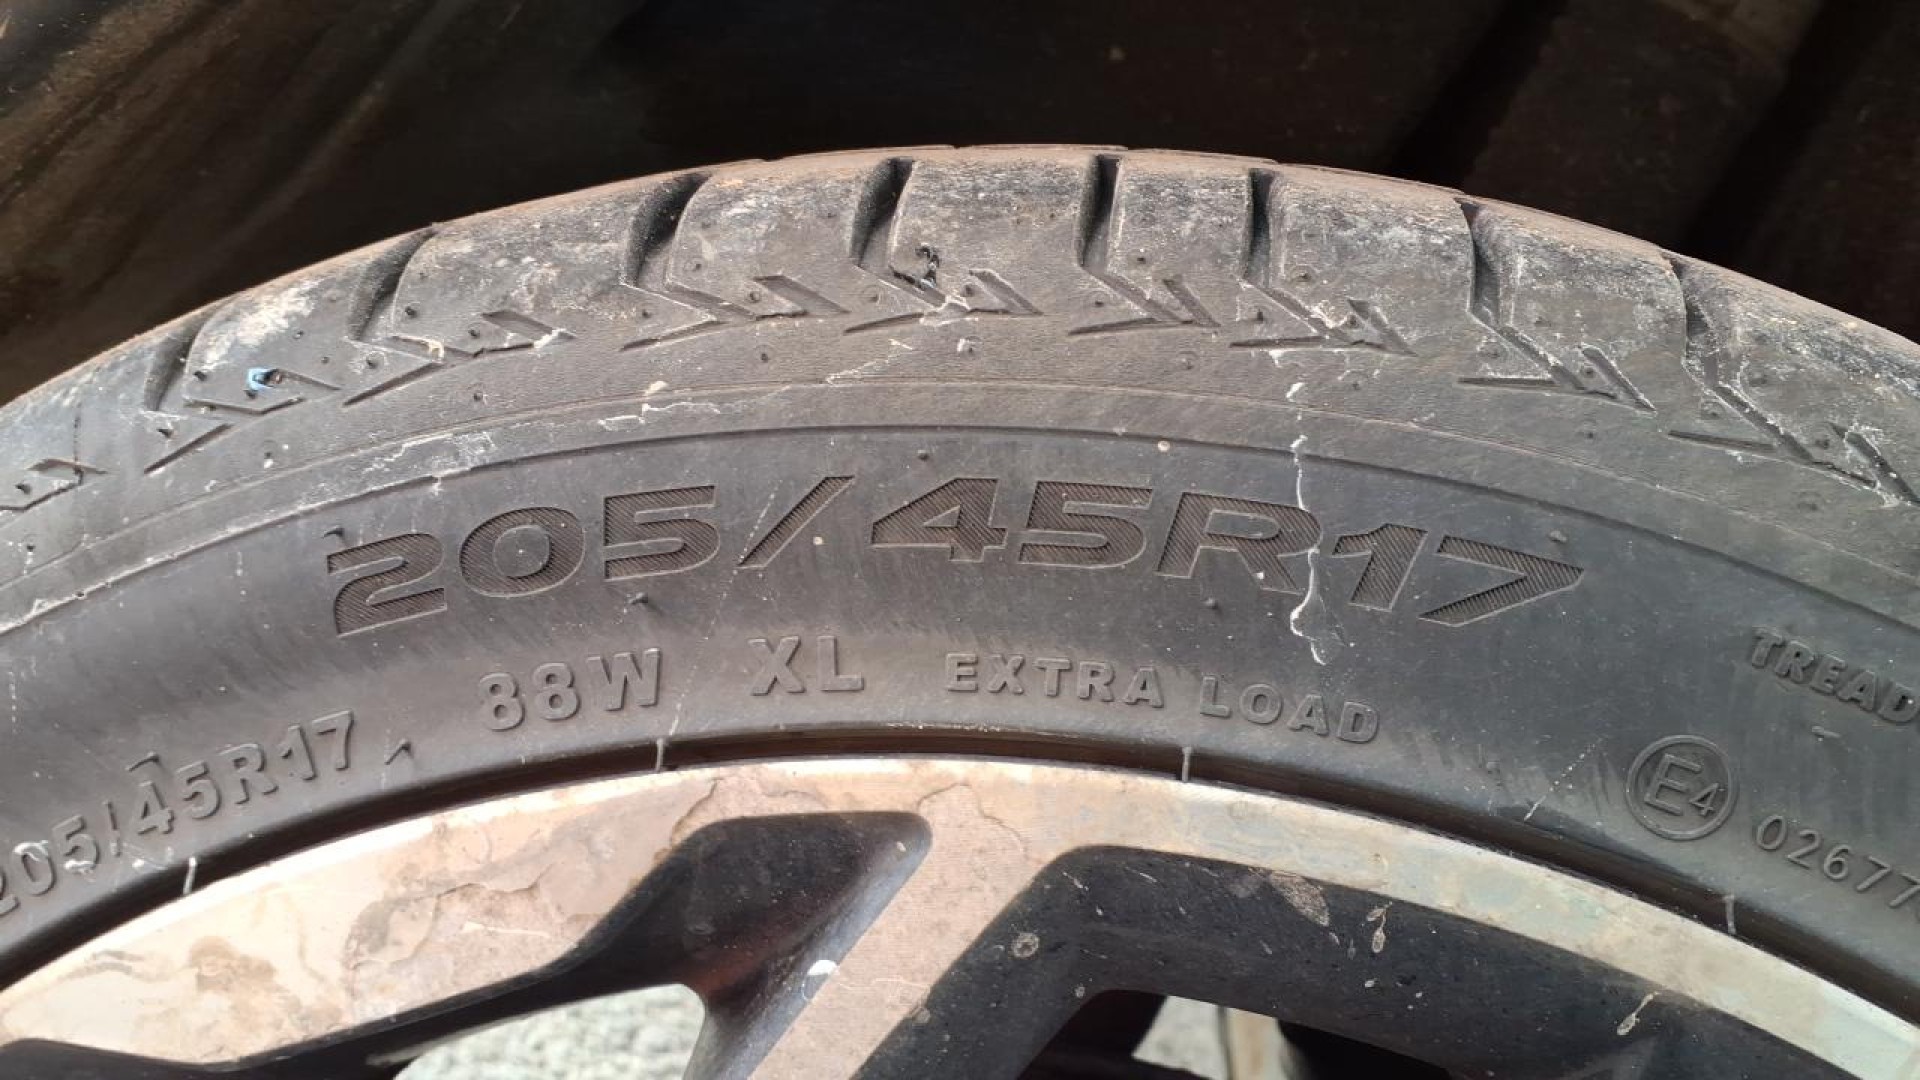 205/45R17
205/45R17 88W XL EXTRA LOAD
TREAD
E4 02677